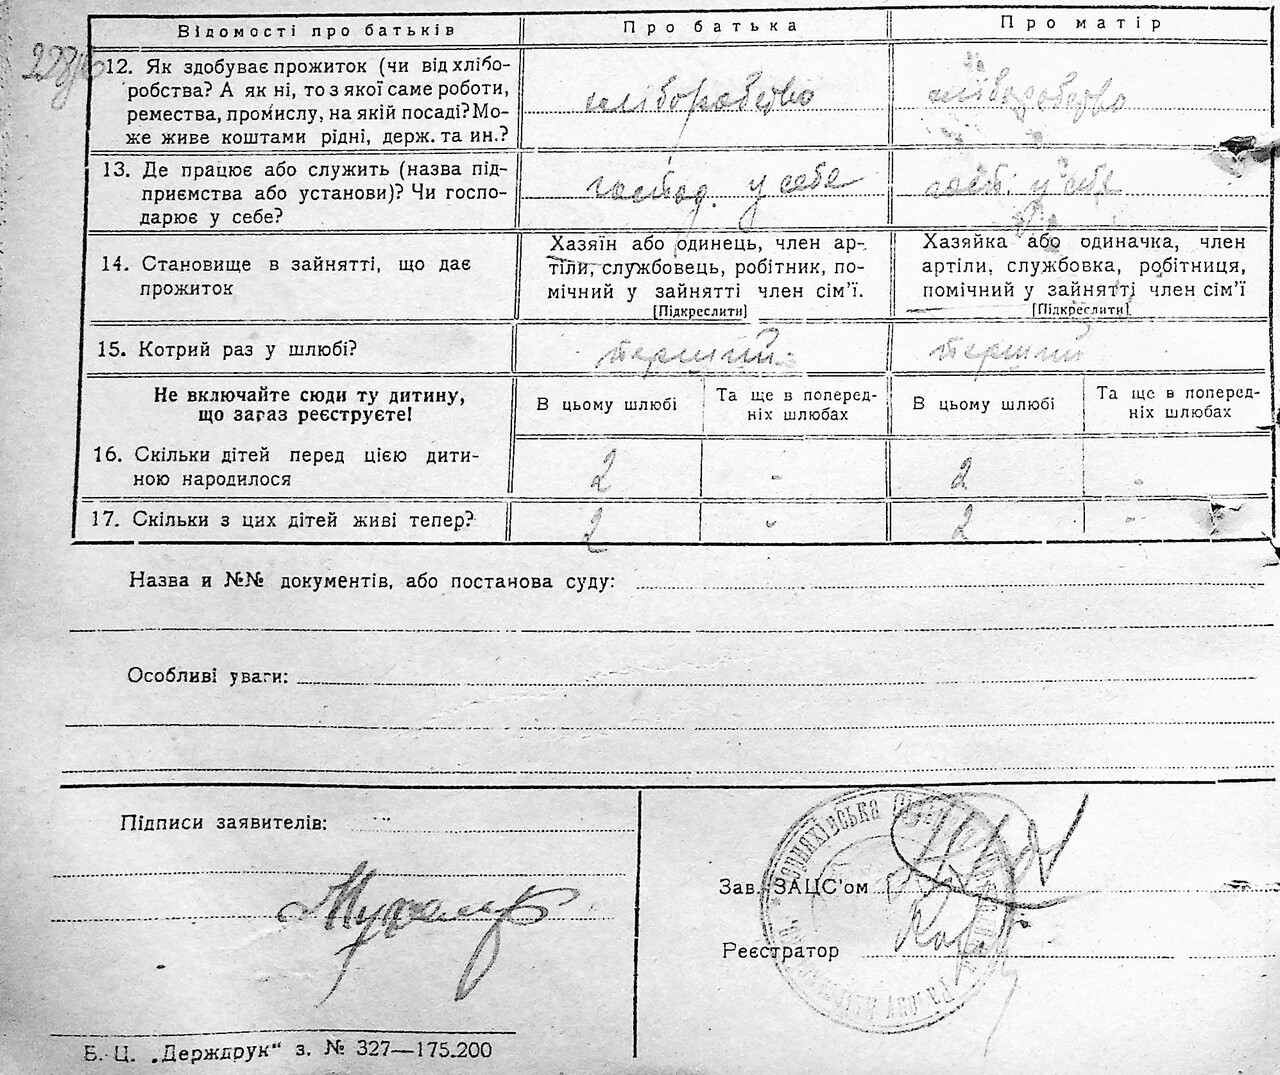 Відомості про батьків
Про батька
Про матір
228/б
12. Як здобуває прожиток (чи від хлібо-
робства? А як ні, то з якої саме роботи,
ремества, промислу, на якій посаді? Мо-
же живе коштами рідні, держ. та ин.?
хліборобство
хліборобство
13. Де працює або служить (назва під-
приємства або установи)? Чи госпо-
дарює у себе?
господ. у себе
госп. у себе
14. Становище в зайнятті, що дає
прожиток
Хазяїн або одинець, член ар-
тіли, службовець, робітник, по-
мічний у зайнятті член сім'ї.
[Підкреслити]
Хазяйка або одиначка, член
артіли, службовка, робітниця,
помічний у зайнятті член сім'ї
[Підкреслити]
15. Котрий раз у шлюбі?
перший
перший
Не включайте сюди ту дитину,
що зараз реєструєте!
В цьому шлюбі
Та ще в поперед-
ніх шлюбах
В цьому шлюбі
Та ще в поперед-
ніх шлюбах
16. Скільки дітей перед цією дити-
ною народилося
2
-
2
-
17. Скільки з цих дітей живі тепер?
2
-
2
-
Назва и №№ документів, або постанова суду:
Особливі уваги:
Підписи заявителів:
Зав. ЗАЦС'ом
Реєстратор
Б. Ц. „Держдрук“ з. № 327—175.200